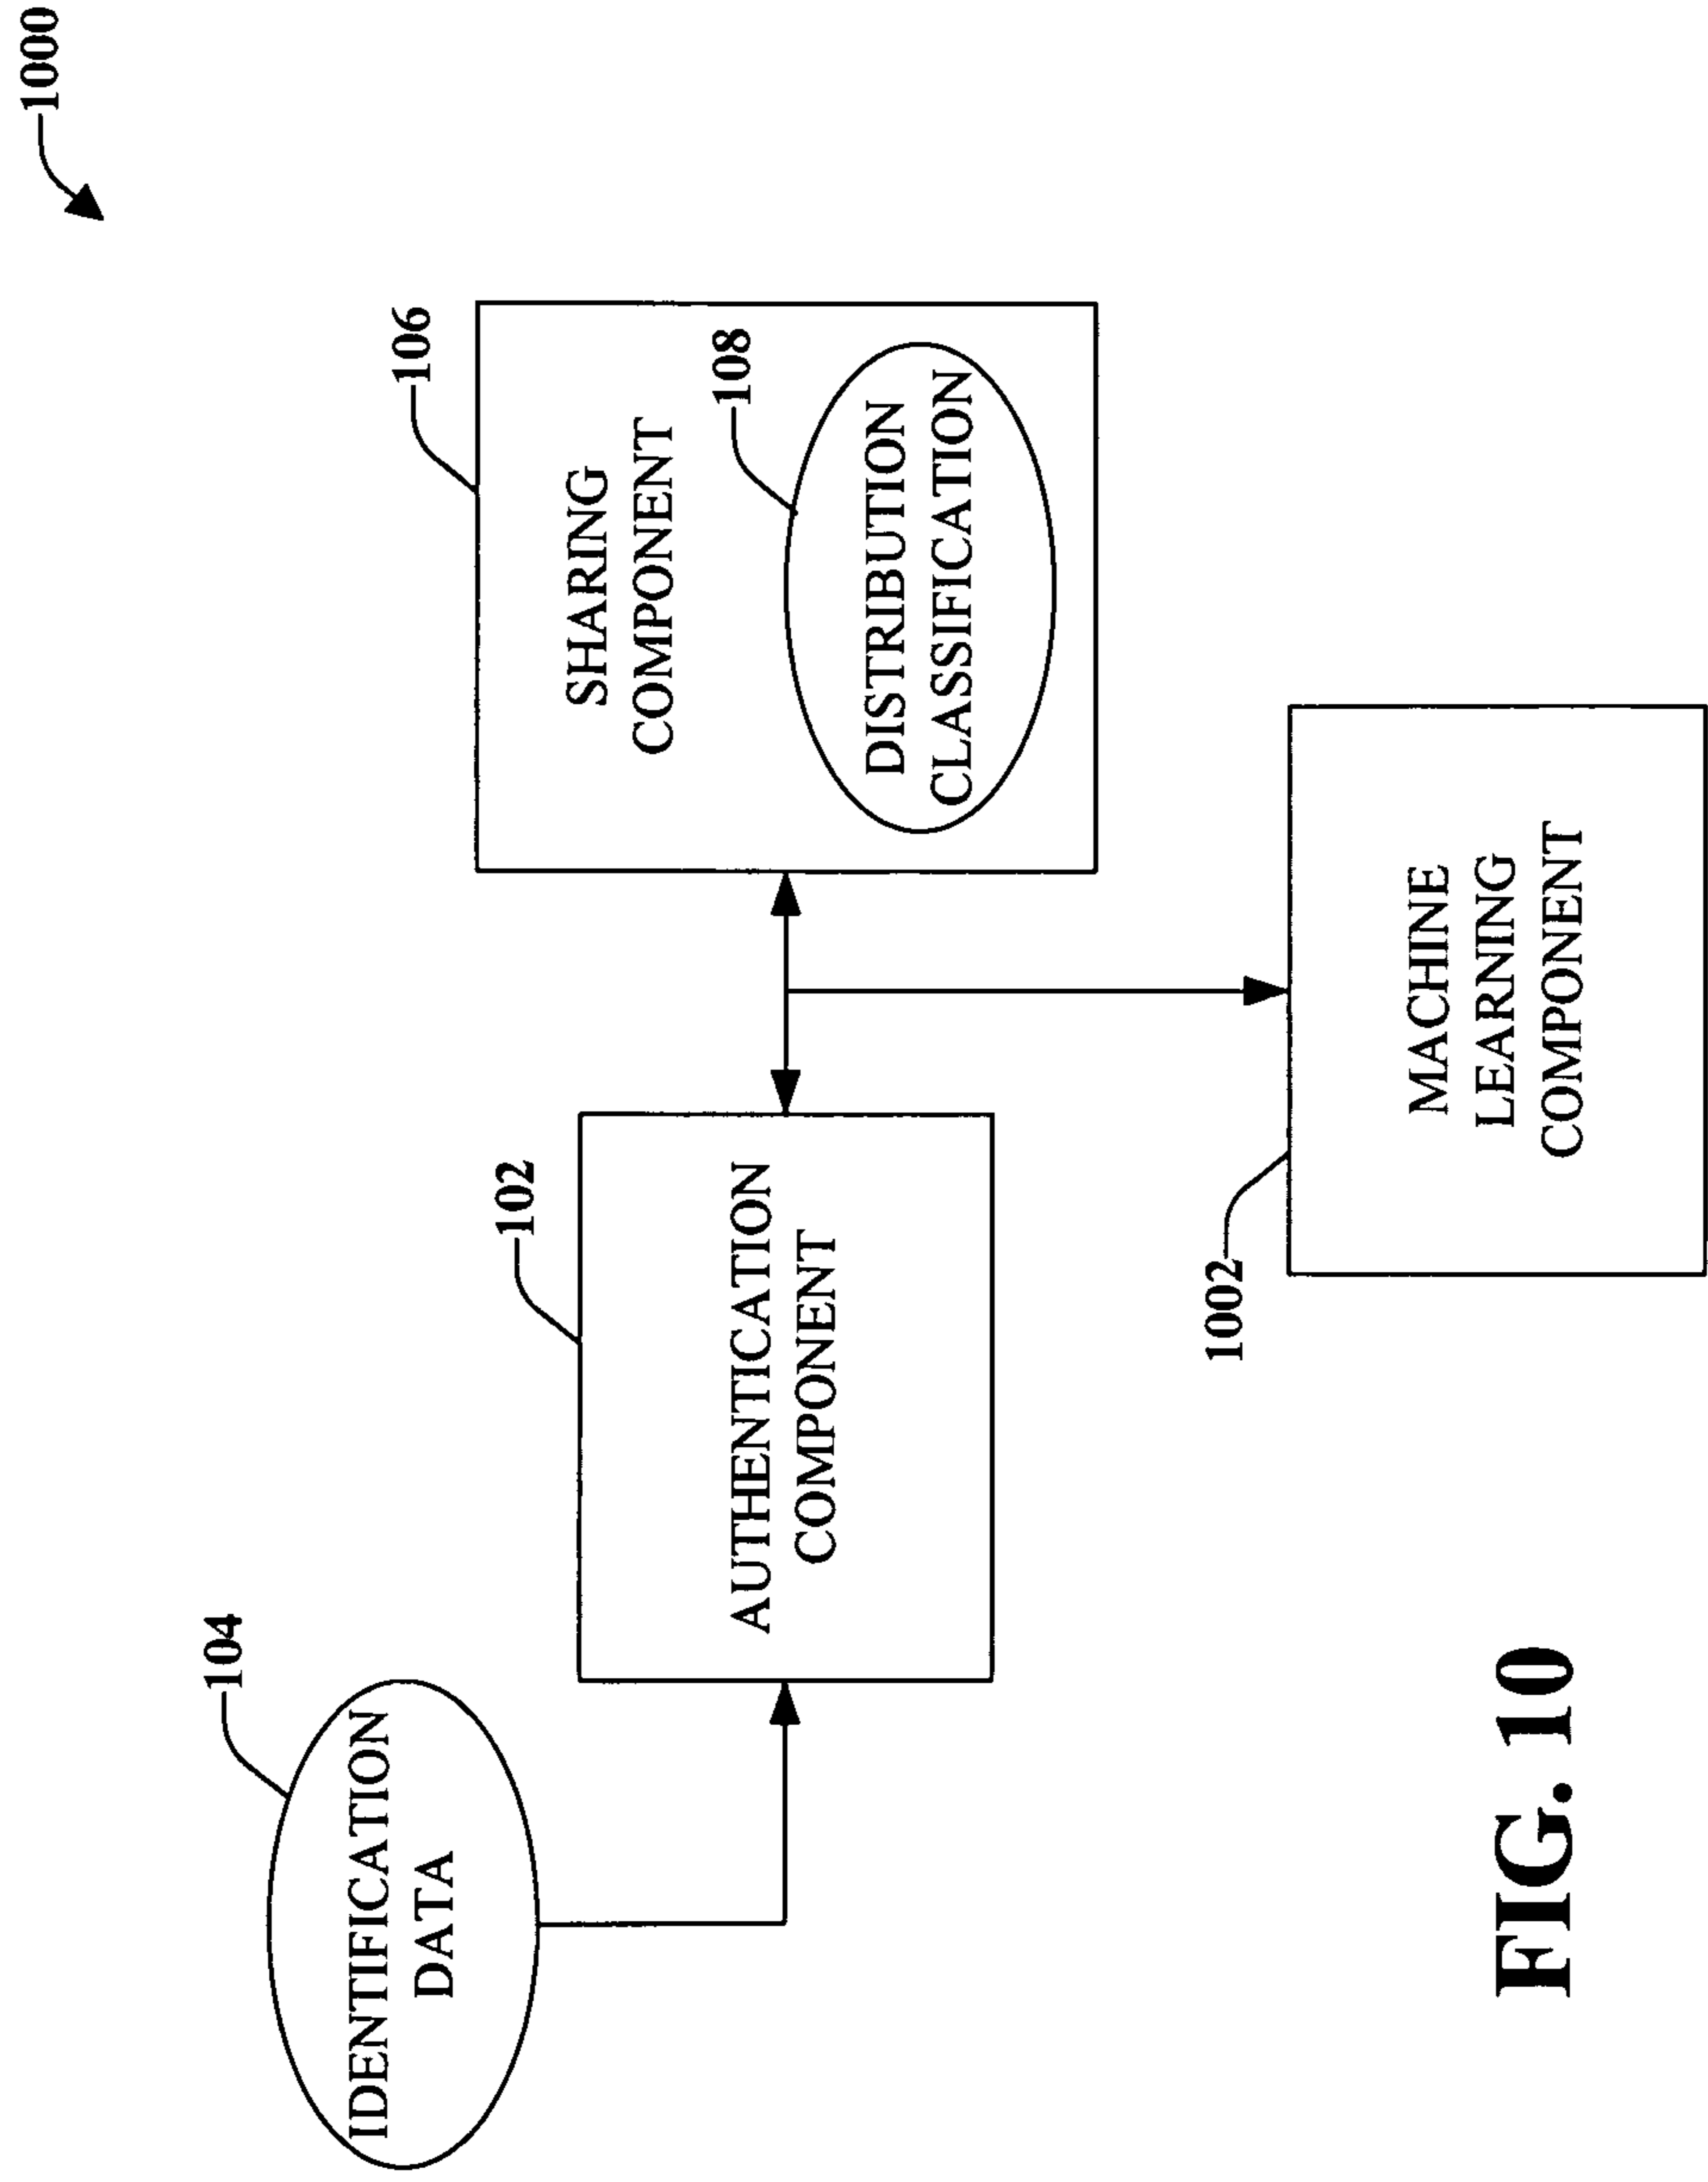 1000
104
IDENTIFICATION
DATA
102
AUTHENTICATION
COMPONENT
106
SHARING
COMPONENT
108
DISTRIBUTION
CLASSIFICATION
1002
MACHINE
LEARNING
COMPONENT
FIG. 10